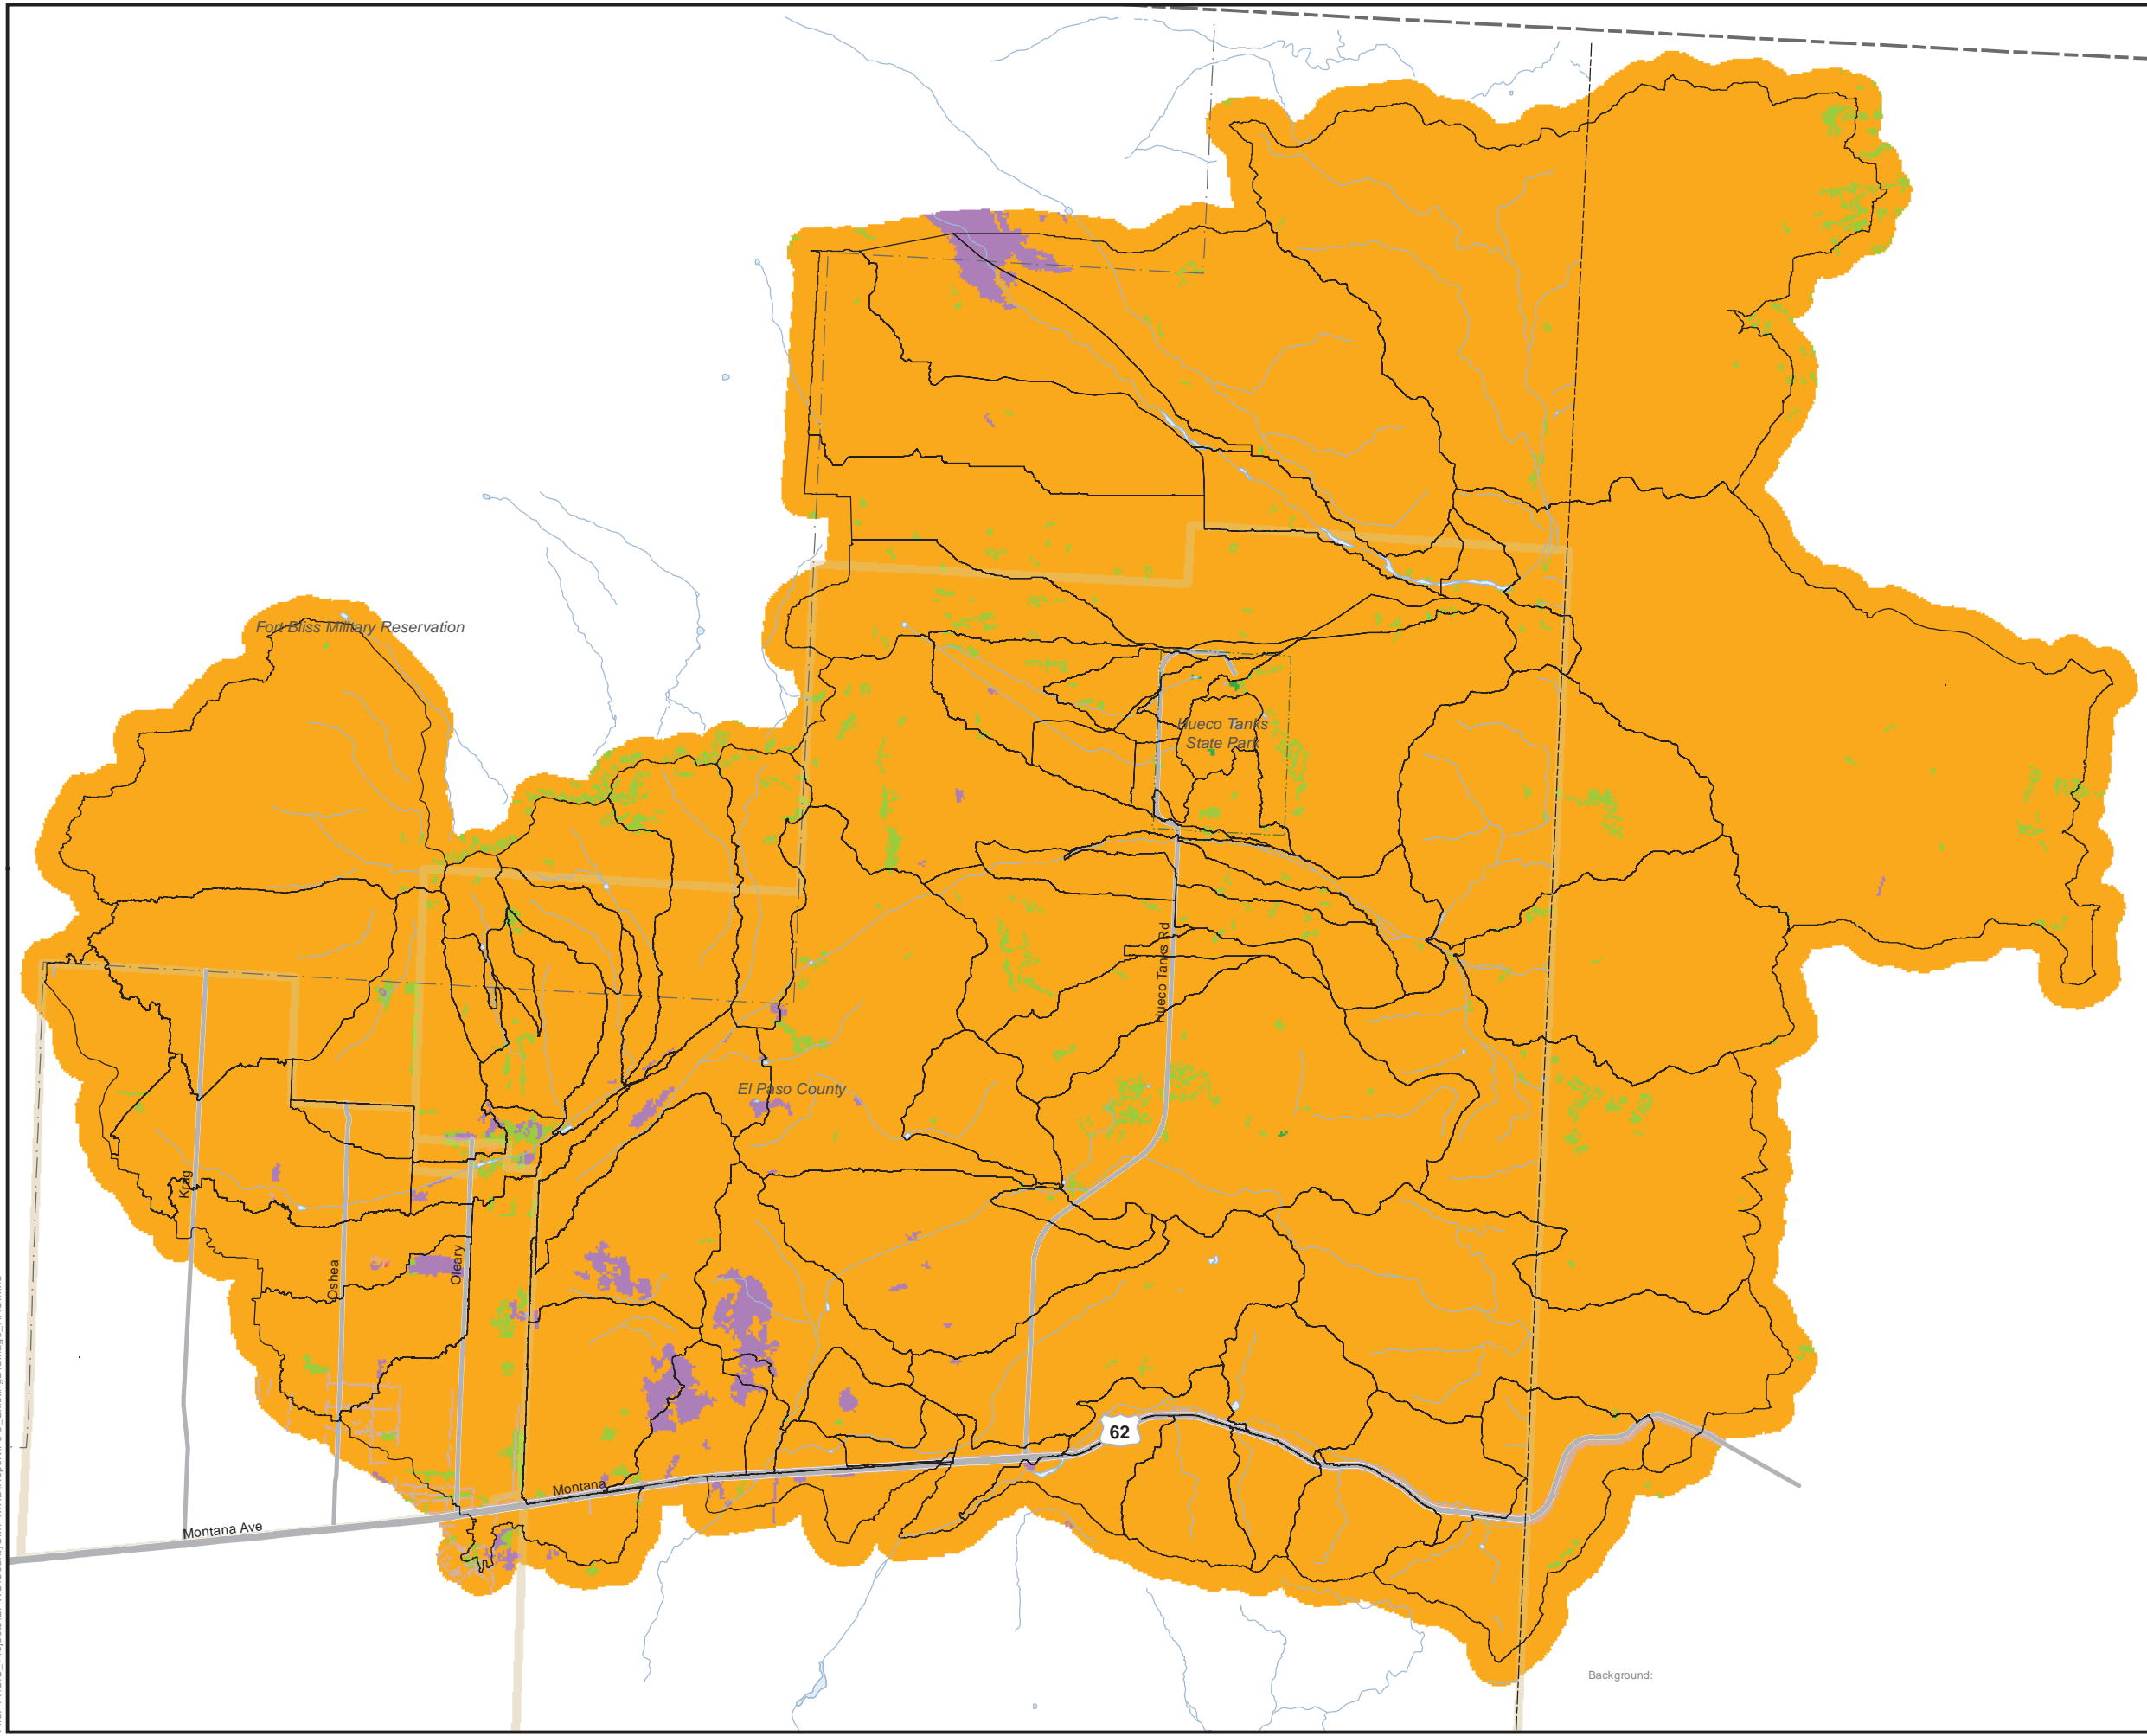 Fort Bliss Military Reservation
Hueco Tanks
State Park
Hueco Tanks Rd
El Paso County
Krag
Oshea
Oleary
62
Montana
Montana Ave
Background: